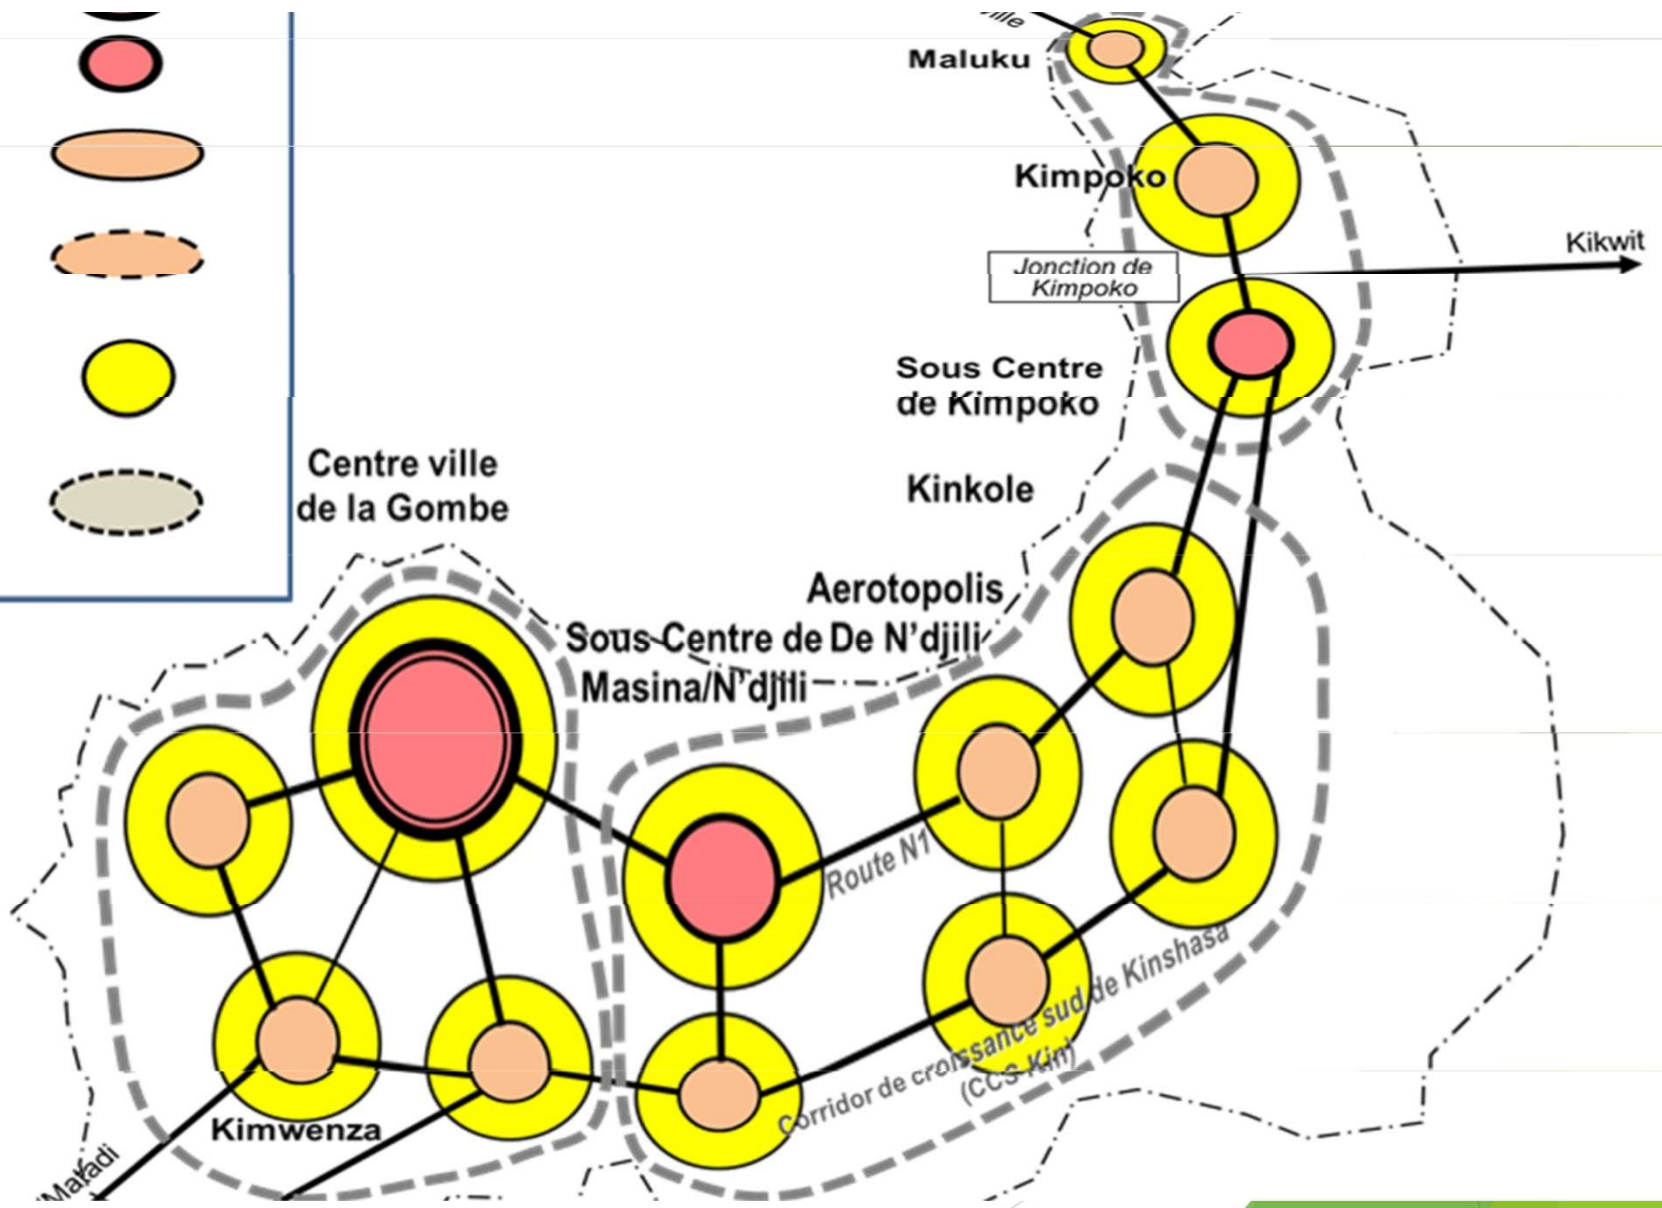 ille
Maluku
Kimpoko
Kikwit
Jonction de
Kimpoko
Sous Centre
de Kimpoko
Centre ville
de la Gombe
Kinkole
Aerotopolis
Sous-Centre de De N'djili
Masina/N'djili
Route N1
Corridor de croissance sud de Kinshasa
(CCS-Kin)
Kimwenza
/Matadi